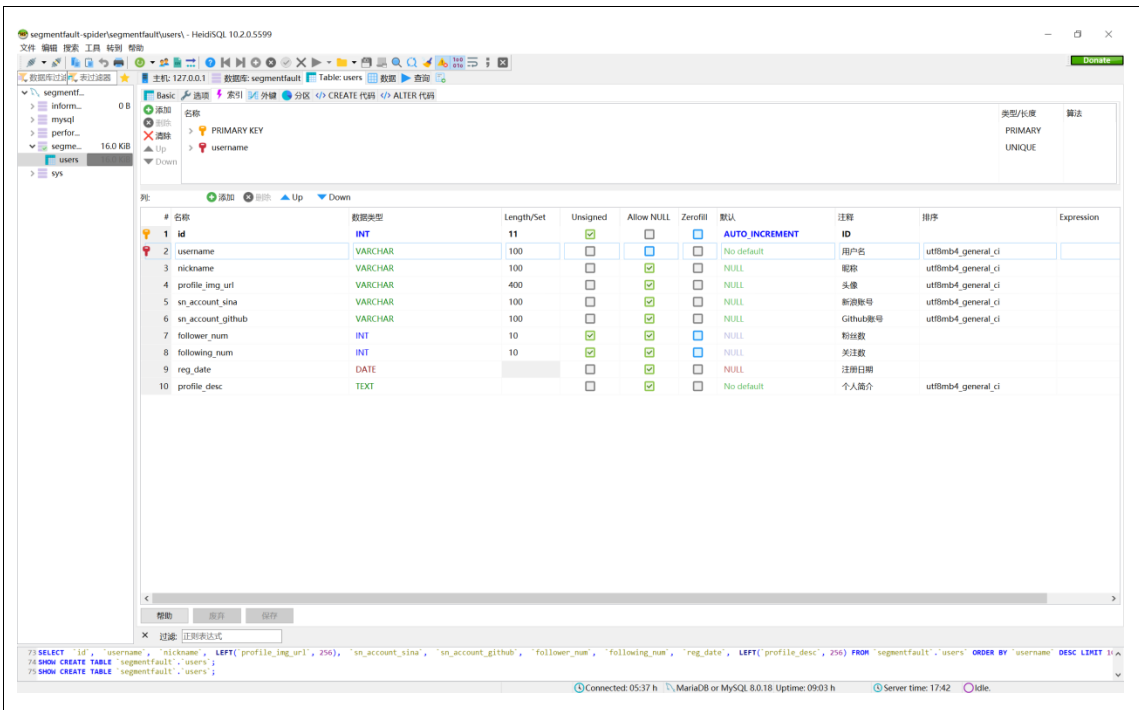 segmentfault-spider\segmentfault\users\ - HeidiSQL 10.2.0.5599
文件 编辑 搜索 工具 转到 帮助
Donate
数据库过滤 表过滤器 主机: 127.0.0.1 数据库: segmentfault Table: users 数据 查询
segmentf...
inform... 0 B
mysql
perfor...
segme... 16.0 KiB
users
sys
Basic 选项 索引 外键 分区 CREATE 代码 ALTER 代码
添加
删除
清除
Up
Down
名称 类型/长度 算法
PRIMARY KEY PRIMARY
username UNIQUE
列: 添加 删除 Up Down
# 名称 数据类型 Length/Set Unsigned Allow NULL Zerofill 默认 注释 排序 Expression
1 id INT 11 AUTO_INCREMENT ID
2 username VARCHAR 100 No default 用户名 utf8mb4_general_ci
3 nickname VARCHAR 100 NULL 昵称 utf8mb4_general_ci
4 profile_img_url VARCHAR 400 NULL 头像 utf8mb4_general_ci
5 sn_account_sina VARCHAR 100 NULL 新浪账号 utf8mb4_general_ci
6 sn_account_github VARCHAR 100 NULL Github账号 utf8mb4_general_ci
7 follower_num INT 10 NULL 粉丝数
8 following_num INT 10 NULL 关注数
9 reg_date DATE NULL 注册日期
10 profile_desc TEXT No default 个人简介 utf8mb4_general_ci
帮助 废弃 保存
× 过滤: 正则表达式
73 SELECT `id`, `username`, `nickname`, LEFT(`profile_img_url`, 256), `sn_account_sina`, `sn_account_github`, `follower_num`, `following_num`, `reg_date`, LEFT(`profile_desc`, 256) FROM `segmentfault`.`users` ORDER BY `username` DESC LIMIT
74 SHOW CREATE TABLE `segmentfault`.`users`;
75 SHOW CREATE TABLE `segmentfault`.`users`;
Connected: 05:37 h MariaDB or MySQL 8.0.18 Uptime: 09:03 h Server time: 17:42 Idle.